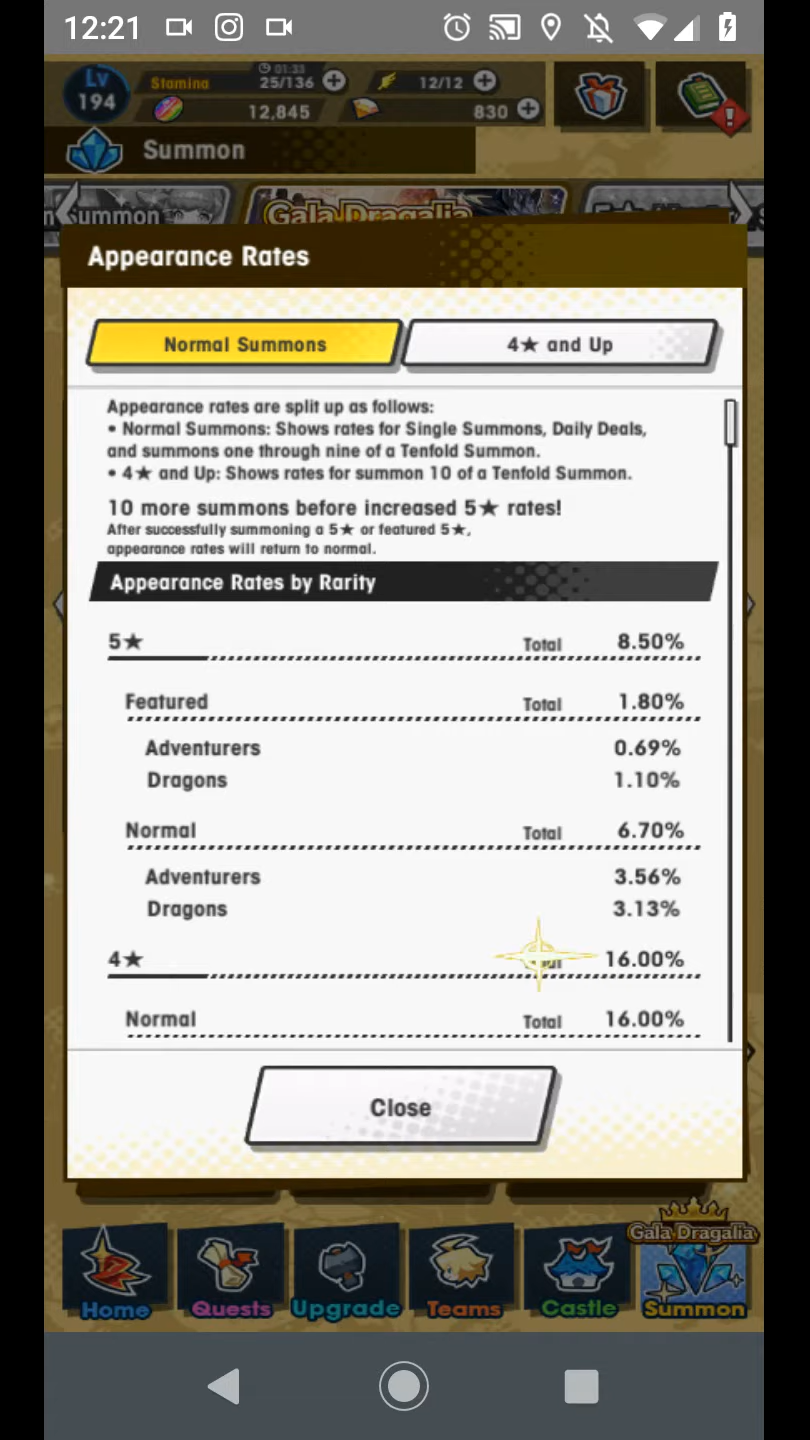 12:21
Lv
194
Stamina
01:33
25/136
12/12
12,845
830
Summon
Summon
Gala Dragalia
Appearance Rates
Normal Summons
4★ and Up
Appearance rates are split up as follows:
• Normal Summons: Shows rates for Single Summons, Daily Deals,
and summons one through nine of a Tenfold Summon.
• 4★ and Up: Shows rates for summon 10 of a Tenfold Summon.
10 more summons before increased 5★ rates!
After successfully summoning a 5★ or featured 5★,
appearance rates will return to normal.
Appearance Rates by Rarity
5★ Total 8.50%
Featured Total 1.80%
Adventurers 0.69%
Dragons 1.10%
Normal Total 6.70%
Adventurers 3.56%
Dragons 3.13%
4★ 16.00%
Normal Total 16.00%
Close
Gala Dragalia
Home Quests Upgrade Teams Castle Summon